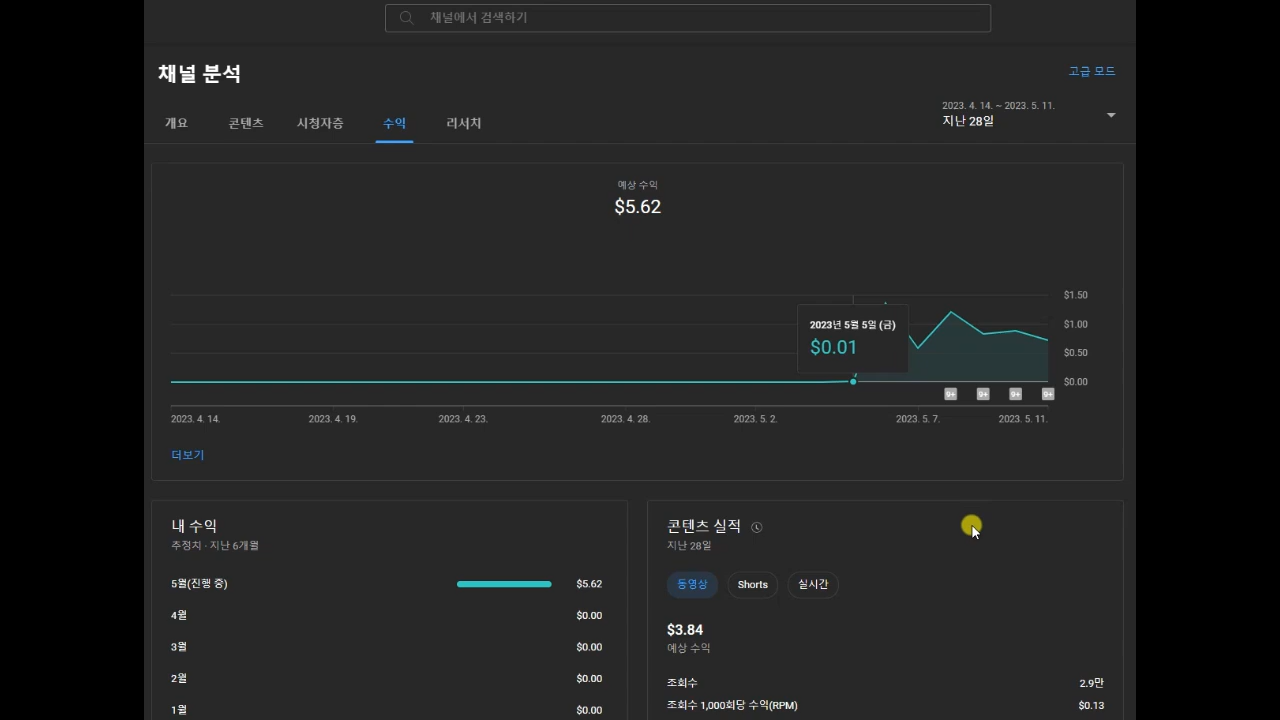 채널에서 검색하기
채널 분석
고급 모드
개요
콘텐츠
시청자층
수익
리서치
2023. 4. 14. ~ 2023. 5. 11.
지난 28일
예상 수익
$5.62
$1.50
$1.00
$0.50
$0.00
2023년 5월 5일 (금)
$0.01
9+
9+
9+
9+
2023. 4. 14.
2023. 4. 19.
2023. 4. 23.
2023. 4. 28.
2023. 5. 2.
2023. 5. 7.
2023. 5. 11.
더보기
내 수익
추정치 · 지난 6개월
5월(진행 중)
$5.62
4월
$0.00
3월
$0.00
2월
$0.00
1월
$0.00
콘텐츠 실적
지난 28일
동영상
Shorts
실시간
$3.84
예상 수익
조회수
2.9만
조회수 1,000회당 수익(RPM)
$0.13